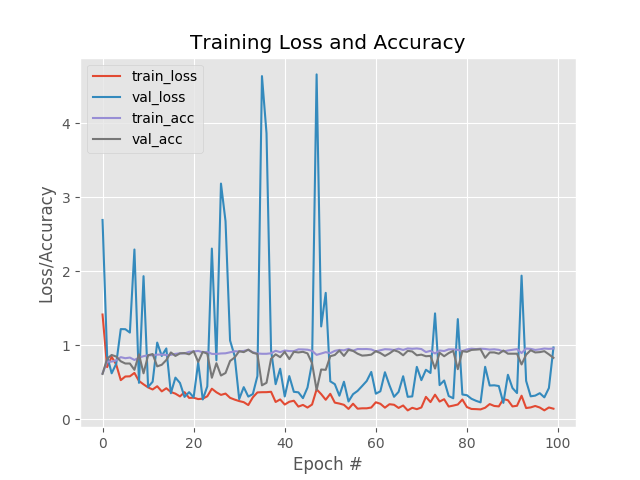 Training Loss and Accuracy
train_loss
val_loss
train_acc
val_acc
Loss/Accuracy
4
3
2
1
0
0 20 40 60 80 100
Epoch #